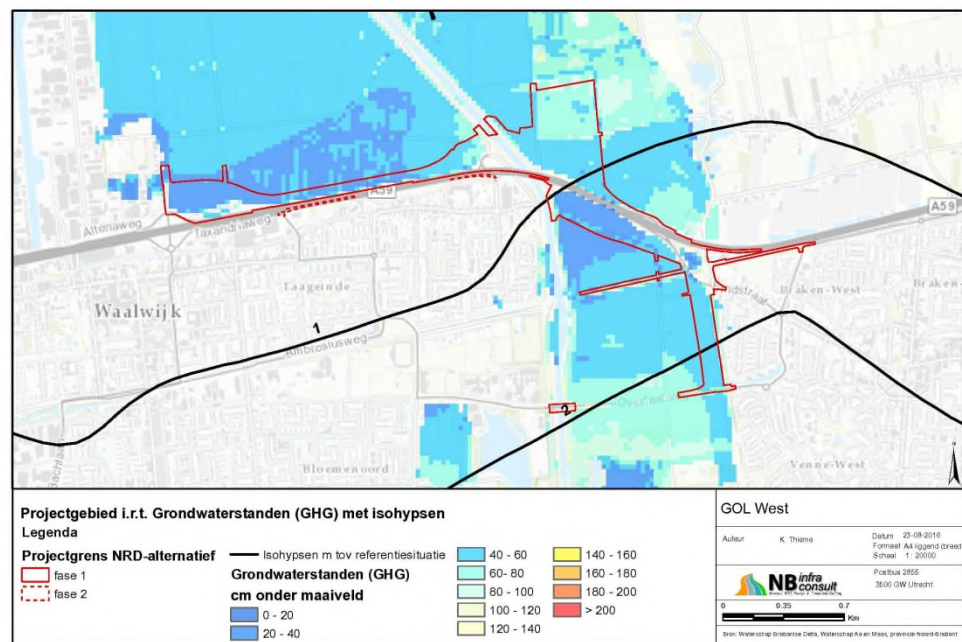 A59
A59
Altenaweg
Taxandriaweg
Laageinde
Waalwijk
Braken-West
1
Ambrosiusweg
2
Bloemenoord
Venne-West
Projectgebied i.r.t. Grondwaterstanden (GHG) met isohypsen
Legenda
Projectgrens NRD-alternatief
fase 1
fase 2
Isohypsen m tov referentiesituatie
Grondwaterstanden (GHG)
cm onder maaiveld
0 - 20
20 - 40
40 - 60
60- 80
80 - 100
100 - 120
120 - 140
140 - 160
160 - 180
180 - 200
> 200
GOL West
Auteur K. Thieme
Datum 23-08-2016
Formaat A4 liggend (breed)
Schaal 1 : 20000
NB infra consult
Postbus 2855
3500 GW Utrecht
0 0.35 0.7
Km
Bron: Waterschap Brabantse Delta, Waterschap Aa en Maas, provincie Noord-Brabant